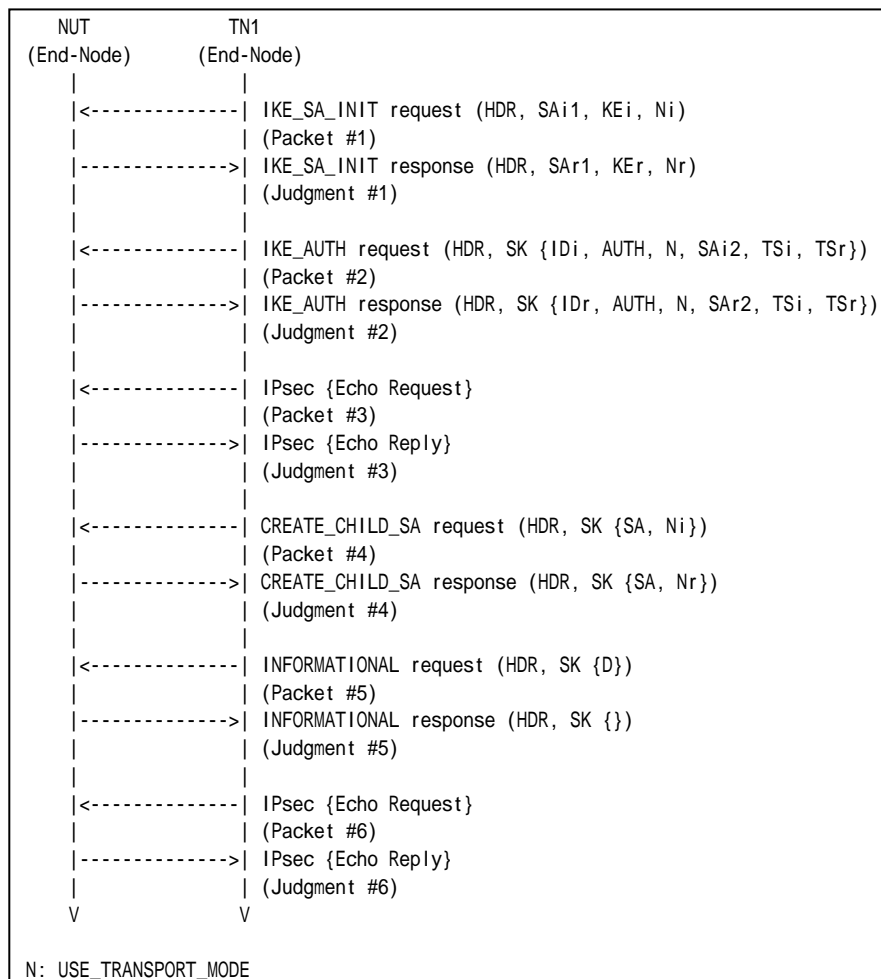 NUT TN1
(End-Node) (End-Node)
| |
|<--------------| IKE_SA_INIT request (HDR, SAi1, KEi, Ni)
| | (Packet #1)
|-------------->| IKE_SA_INIT response (HDR, SAr1, KEr, Nr)
| | (Judgment #1)
| |
|<--------------| IKE_AUTH request (HDR, SK {IDi, AUTH, N, SAi2, TSi, TSr})
| | (Packet #2)
|-------------->| IKE_AUTH response (HDR, SK {IDr, AUTH, N, SAr2, TSi, TSr})
| | (Judgment #2)
| |
|<--------------| IPsec {Echo Request}
| | (Packet #3)
|-------------->| IPsec {Echo Reply}
| | (Judgment #3)
| |
|<--------------| CREATE_CHILD_SA request (HDR, SK {SA, Ni})
| | (Packet #4)
|-------------->| CREATE_CHILD_SA response (HDR, SK {SA, Nr})
| | (Judgment #4)
| |
|<--------------| INFORMATIONAL request (HDR, SK {D})
| | (Packet #5)
|-------------->| INFORMATIONAL response (HDR, SK {})
| | (Judgment #5)
| |
|<--------------| IPsec {Echo Request}
| | (Packet #6)
|-------------->| IPsec {Echo Reply}
| | (Judgment #6)
V V
N: USE_TRANSPORT_MODE